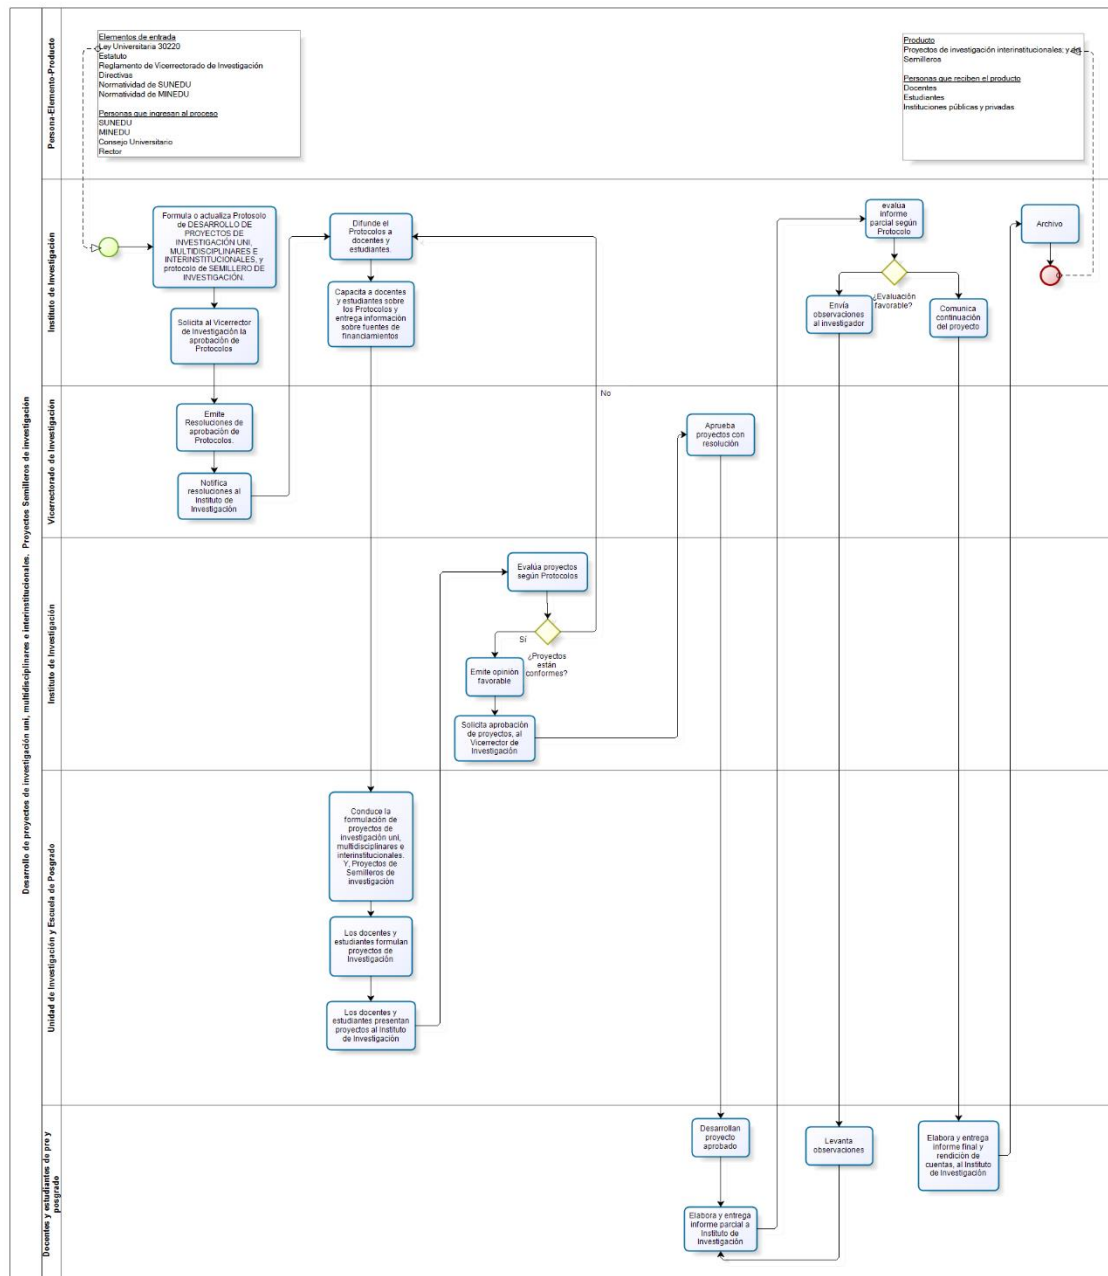 Desarrollo de proyectos de investigación uni, multidisciplinares e interinstitucionales. Proyectos Semilleros de investigación
Persona-Elemento-Producto
Elementos de entrada
Ley Universitaria 30220
Estatuto
Reglamento de Vicerrectorado de Investigación
Directivas
Normatividad de SUNEDU
Normatividad de MINEDU
Personas que ingresan al proceso
SUNEDU
MINEDU
Consejo Universitario
Rector
Producto
Proyectos de investigación interinstitucionales; y de
Semilleros
Personas que reciben el producto
Docentes
Estudiantes
Instituciones públicas y privadas
Instituto de Investigación
Formula o actualiza Protosolo
de DESARROLLO DE
PROYECTOS DE
INVESTIGACIÓN UNI,
MULTIDISCIPLINARES E
INTERINSTITUCIONALES, y
protocolo de SEMILLERO DE
INVESTIGACIÓN.
Solicita al Vicerrector
de Investigación la
aprobación de
Protocolos
Difunde el
Protocolos a
docentes y
estudiantes.
Capacita a docentes
y estudiantes sobre
los Protocolos y
entrega información
sobre fuentes de
financiamientos
evalúa
informe
parcial según
Protocolo
¿Evaluación
favorable?
Envía
observaciones
al investigador
Comunica
continuación
del proyecto
Archivo
Vicerrectorado de Investigación
Emite
Resoluciones de
aprobación de
Protocolos.
Notifica
resoluciones al
Instituto de
Investigación
No
Aprueba
proyectos con
resolución
Instituto de Investigación
Evalúa proyectos
según Protocolos
Sí
¿Proyectos
están
conformes?
Emite opinión
favorable
Solicita aprobación
de proyectos, al
Vicerrector de
Investigación
Unidad de Investigación y Escuela de Posgrado
Conduce la
formulación de
proyectos de
investigación uni,
multidisciplinares e
interinstitucionales.
Y, Proyectos de
Semilleros de
investigación
Los docentes y
estudiantes formulan
proyectos de
Investigación
Los docentes y
estudiantes presentan
proyectos al Instituto
de Investigación
Docentes y estudiantes de pre y
posgrado
Desarrollan
proyecto
aprobado
Elabora y entrega
informe parcial a
Instituto de
Investigación
Levanta
observaciones
Elabora y entrega
informe final y
rendición de
cuentas, al Instituto
de Investigación